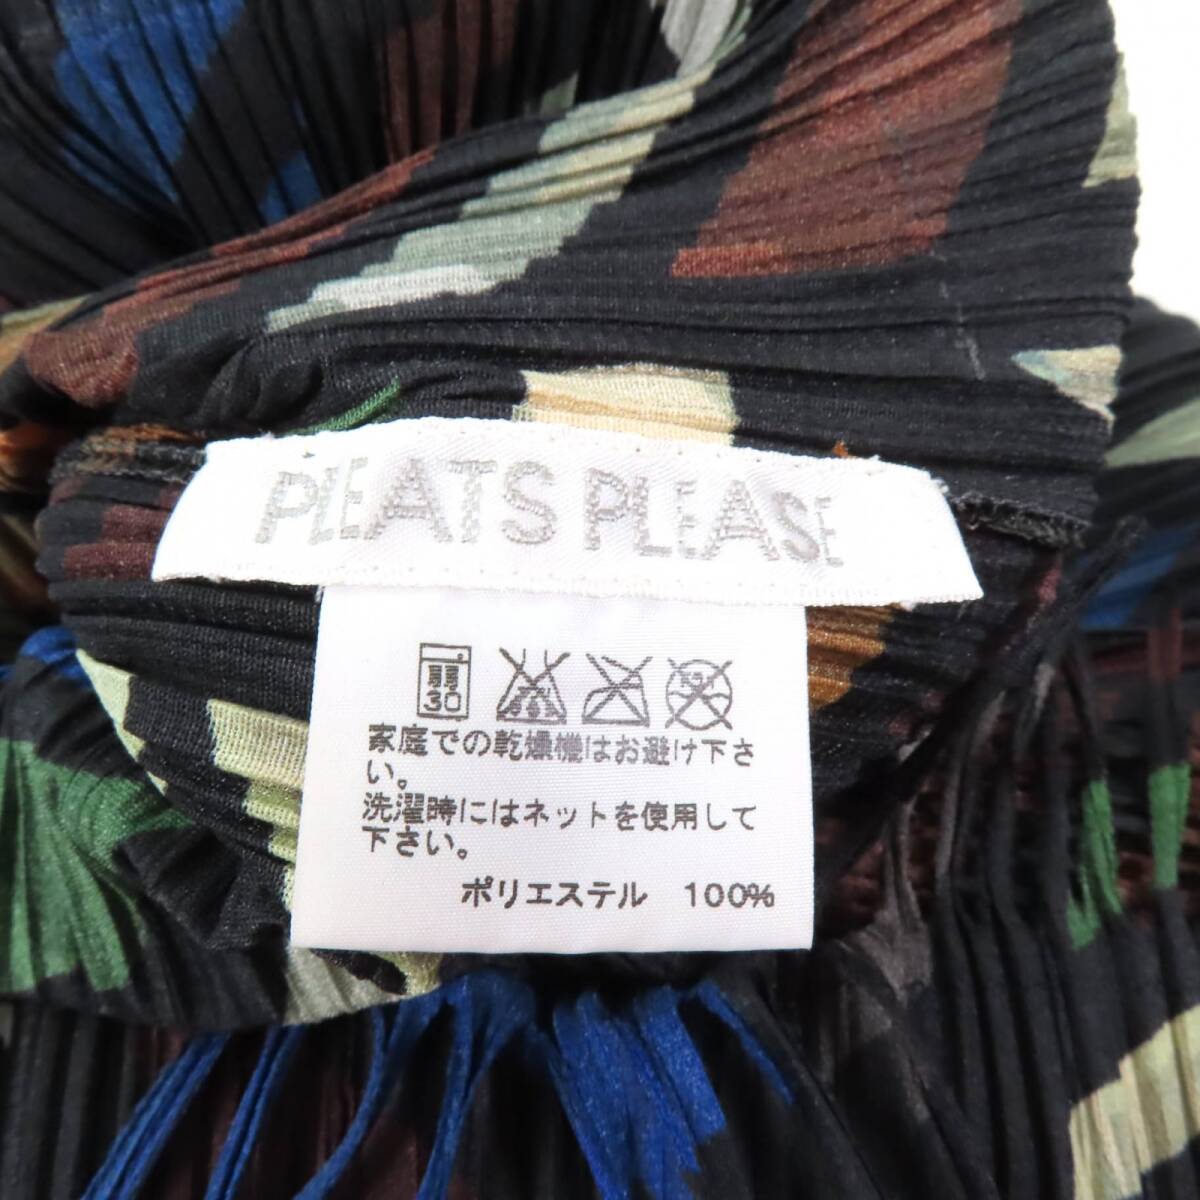 PLEATS PLEASE
弱
30
家庭での乾燥機はお避け下さ
い。
洗濯時にはネットを使用して
下さい。
ポリエステル 100%